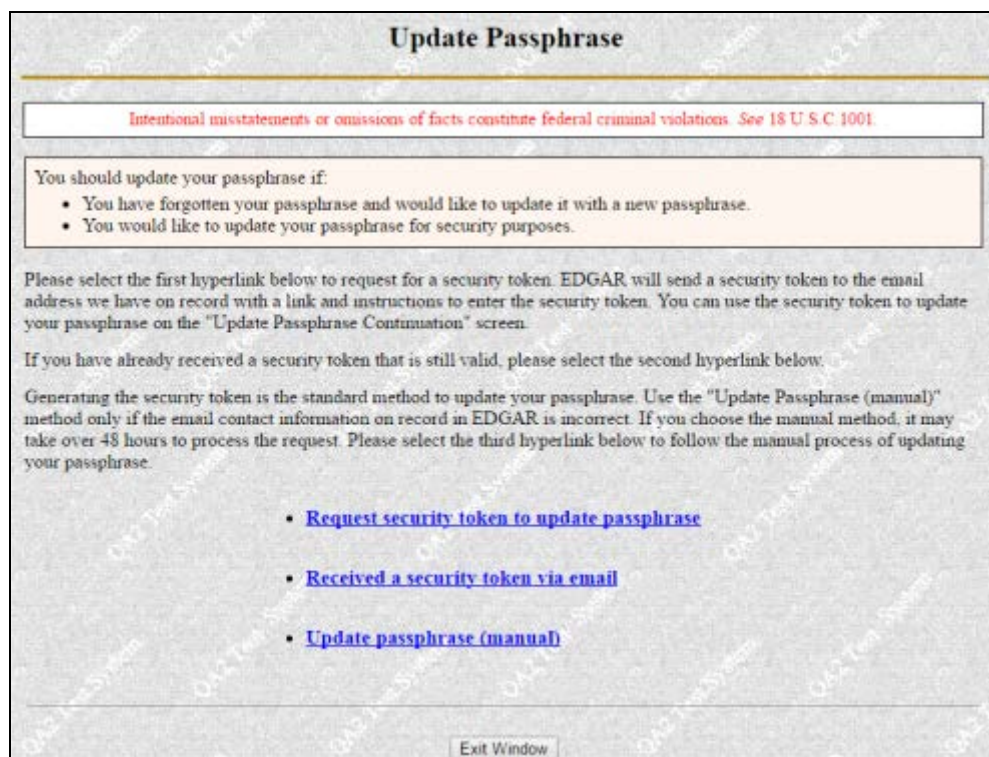 Update Passphrase
Intentional misstatements or omissions of facts constitute federal criminal violations. See 18 U.S.C.1001.
You should update your passphrase if:
• You have forgotten your passphrase and would like to update it with a new passphrase.
• You would like to update your passphrase for security purposes.
Please select the first hyperlink below to request for a security token. EDGAR will send a security token to the email
address we have on record with a link and instructions to enter the security token. You can use the security token to update
your passphrase on the "Update Passphrase Continuation" screen.
If you have already received a security token that is still valid, please select the second hyperlink below.
Generating the security token is the standard method to update your passphrase. Use the "Update Passphrase (manual)"
method only if the email contact information on record in EDGAR is incorrect. If you choose the manual method, it may
take over 48 hours to process the request. Please select the third hyperlink below to follow the manual process of updating
your passphrase.
• Request security token to update passphrase
• Received a security token via email
• Update passphrase (manual)
Exit Window
QA2 Test System